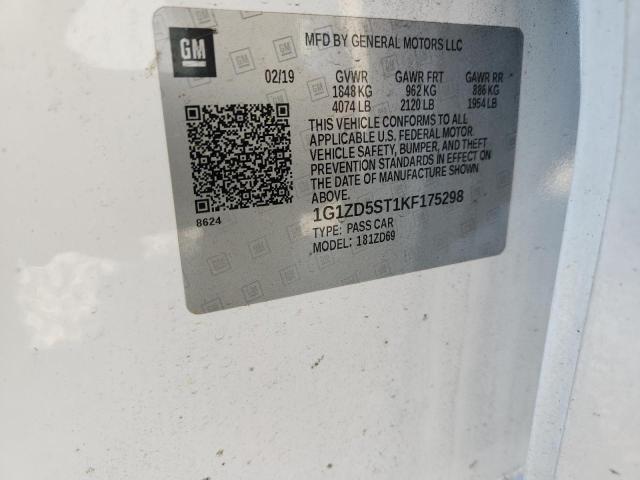 GM
MFD BY GENERAL MOTORS LLC
02/19 GVWR GAWR FRT GAWR RR
1848 KG 962 KG 886 KG
4074 LB 2120 LB 1954 LB
THIS VEHICLE CONFORMS TO ALL
APPLICABLE U.S. FEDERAL MOTOR
VEHICLE SAFETY, BUMPER, AND THEFT
PREVENTION STANDARDS IN EFFECT ON
THE DATE OF MANUFACTURE SHOWN
ABOVE.
8624
1G1ZD5ST1KF175298
TYPE: PASS CAR
MODEL: 181ZD69